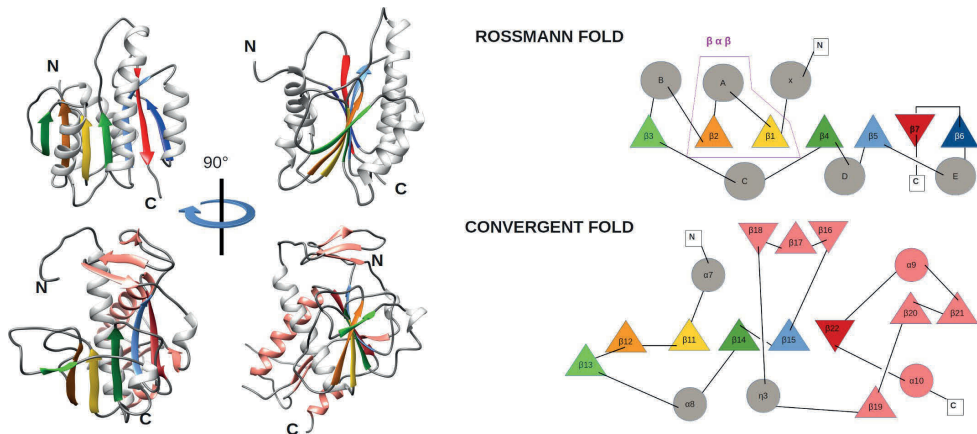 N
C
N
C
90°
N
C
N
C
ROSSMANN FOLD
β α β
N
B
A
x
β3
β2
β1
β4
β5
β7
β6
C
D
C
E
CONVERGENT FOLD
N
β18
β17
β16
α7
α9
β20
β21
β12
β11
β14
β15
β22
β13
α10
α8
η3
β19
C